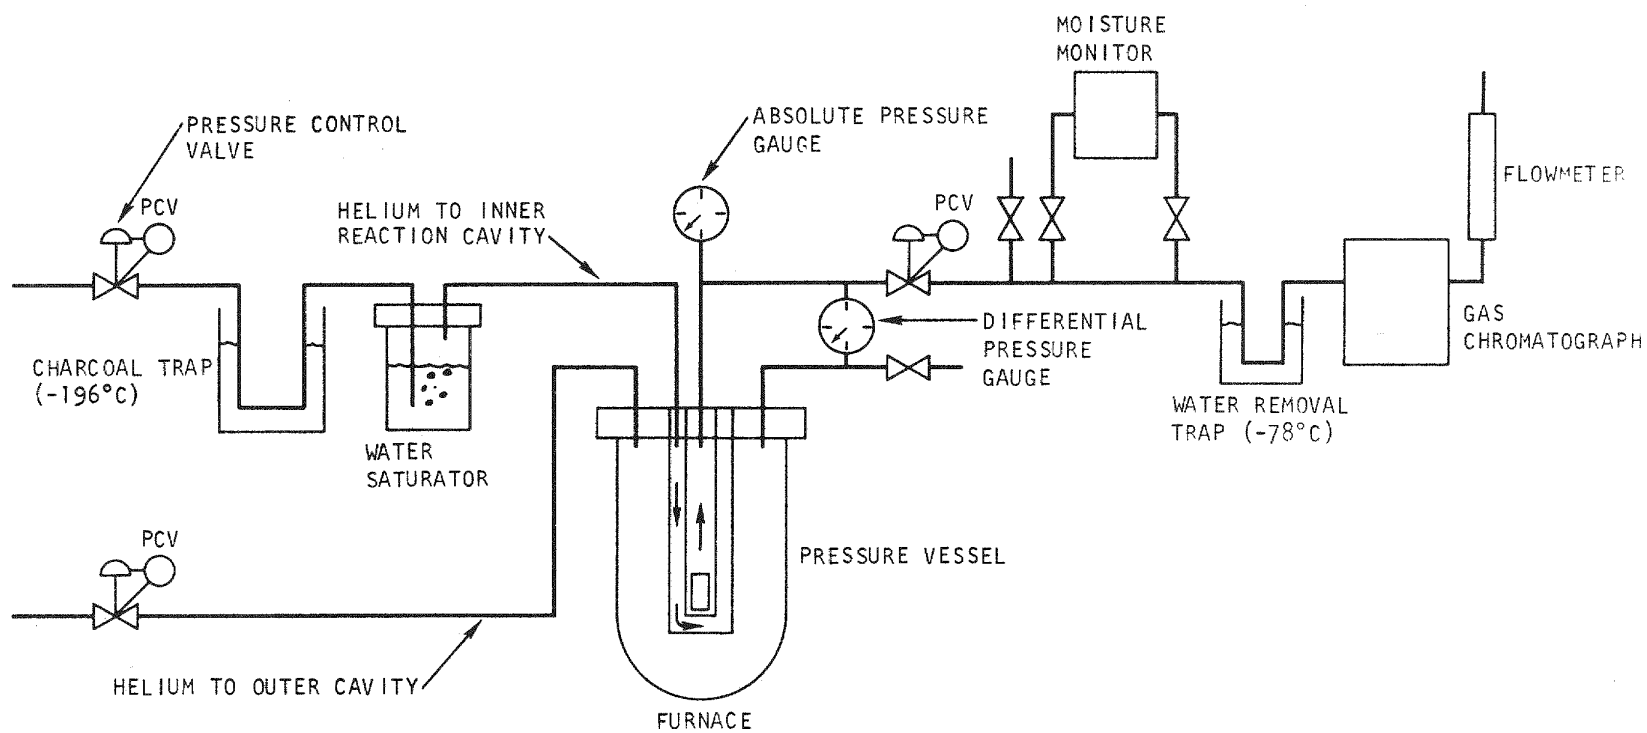 MOISTURE
MONITOR
ABSOLUTE PRESSURE
GAUGE
PRESSURE CONTROL
VALVE
FLOWMETER
PCV
HELIUM TO INNER
REACTION CAVITY
PCV
DIFFERENTIAL
PRESSURE
GAUGE
GAS
CHROMATOGRAPH
CHARCOAL TRAP
(-196°C)
WATER REMOVAL
TRAP (-78°C)
WATER
SATURATOR
PCV
PRESSURE VESSEL
HELIUM TO OUTER CAVITY
FURNACE